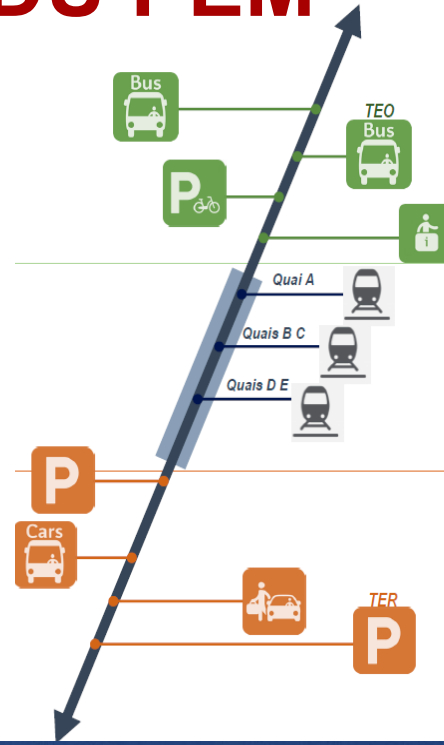 DU PEM
Bus
TEO
Bus
P
i
Quai A
Quais B C
Quais D E
P
Cars
TER
P